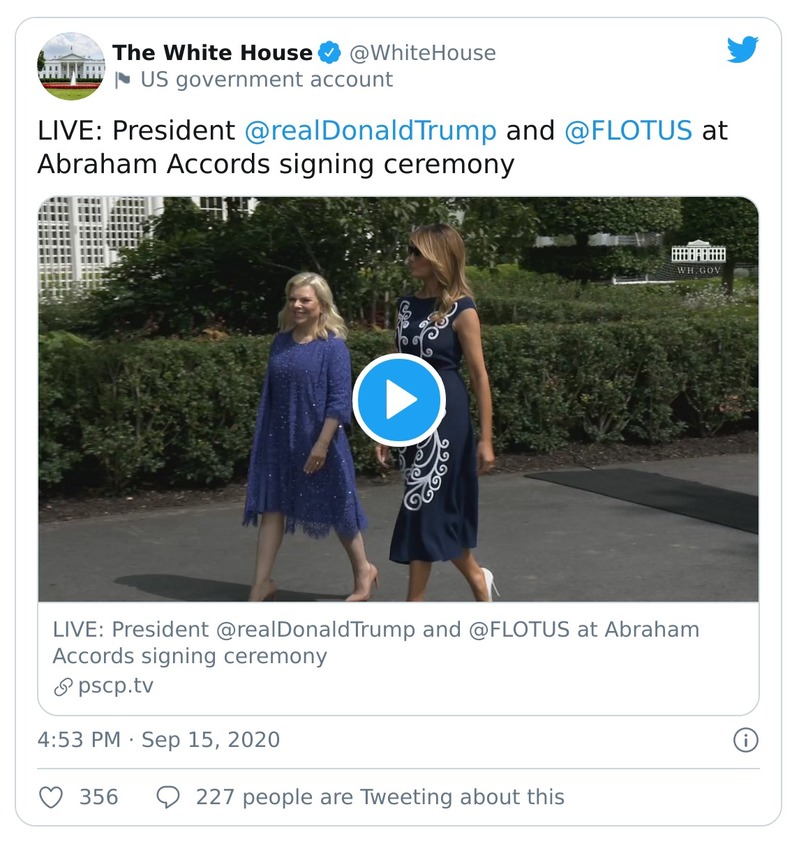 The White House @WhiteHouse
US government account
LIVE: President @realDonaldTrump and @FLOTUS at
Abraham Accords signing ceremony
WH.GOV
LIVE: President @realDonaldTrump and @FLOTUS at Abraham
Accords signing ceremony
pscp.tv
4:53 PM · Sep 15, 2020
356 227 people are Tweeting about this